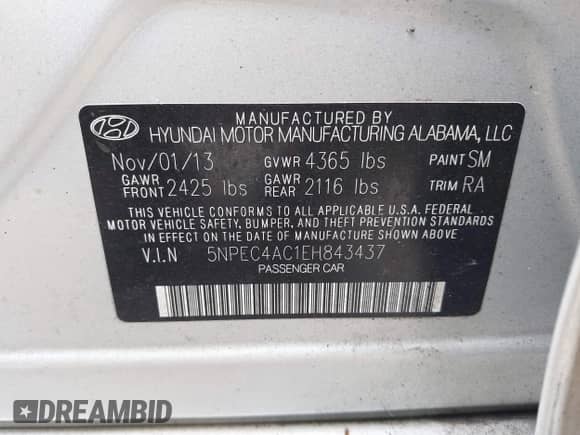 MANUFACTURED BY
HYUNDAI MOTOR MANUFACTURING ALABAMA, LLC
Nov/01/13 GVWR 4365 lbs PAINT SM
GAWR FRONT 2425 lbs GAWR REAR 2116 lbs TRIM RA
THIS VEHICLE CONFORMS TO ALL APPLICABLE U.S.A. FEDERAL
MOTOR VEHICLE SAFETY, BUMPER, AND THEFT PREVENTION STANDARDS
IN EFFECT ON THE DATE OF MANUFACTURE SHOWN ABOVE.
V.I.N 5NPEC4AC1EH843437
PASSENGER CAR
DREAMBID